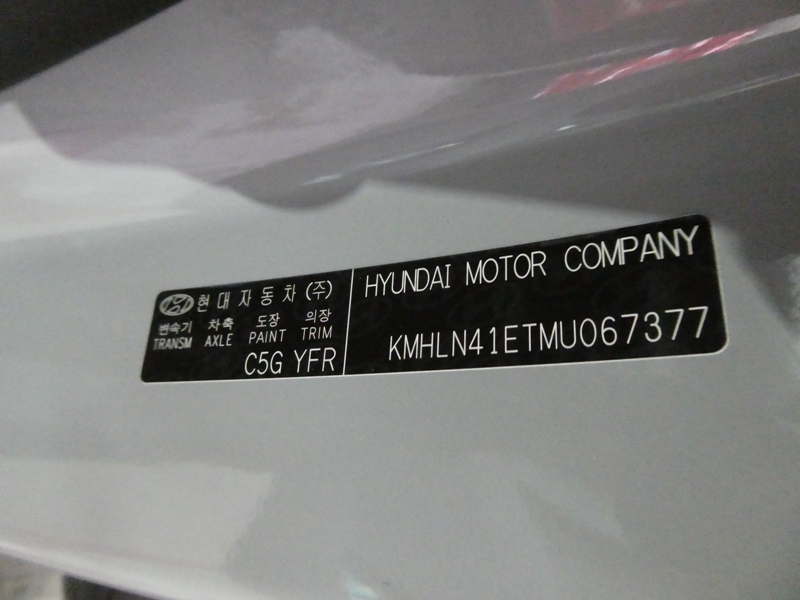 현대자동차(주)
변속기 차축 도장 의장
TRANSM AXLE PAINT TRIM
C5G YFR
HYUNDAI MOTOR COMPANY
KMHLN41ETMU067377